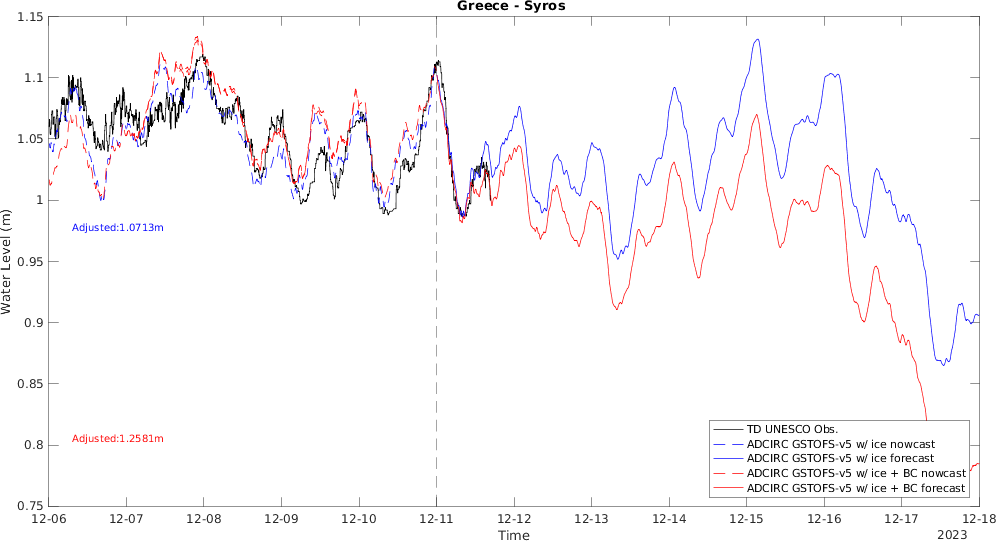 Greece - Syros
1.15
1.1
1.05
1
0.95
0.9
0.85
0.8
0.75
Water Level (m)
Adjusted:1.0713m
Adjusted:1.2581m
TD UNESCO Obs.
ADCIRC GSTOFS-v5 w/ ice nowcast
ADCIRC GSTOFS-v5 w/ ice forecast
ADCIRC GSTOFS-v5 w/ ice + BC nowcast
ADCIRC GSTOFS-v5 w/ ice + BC forecast
12-06 12-07 12-08 12-09 12-10 12-11 12-12 12-13 12-14 12-15 12-16 12-17 12-18
Time
2023